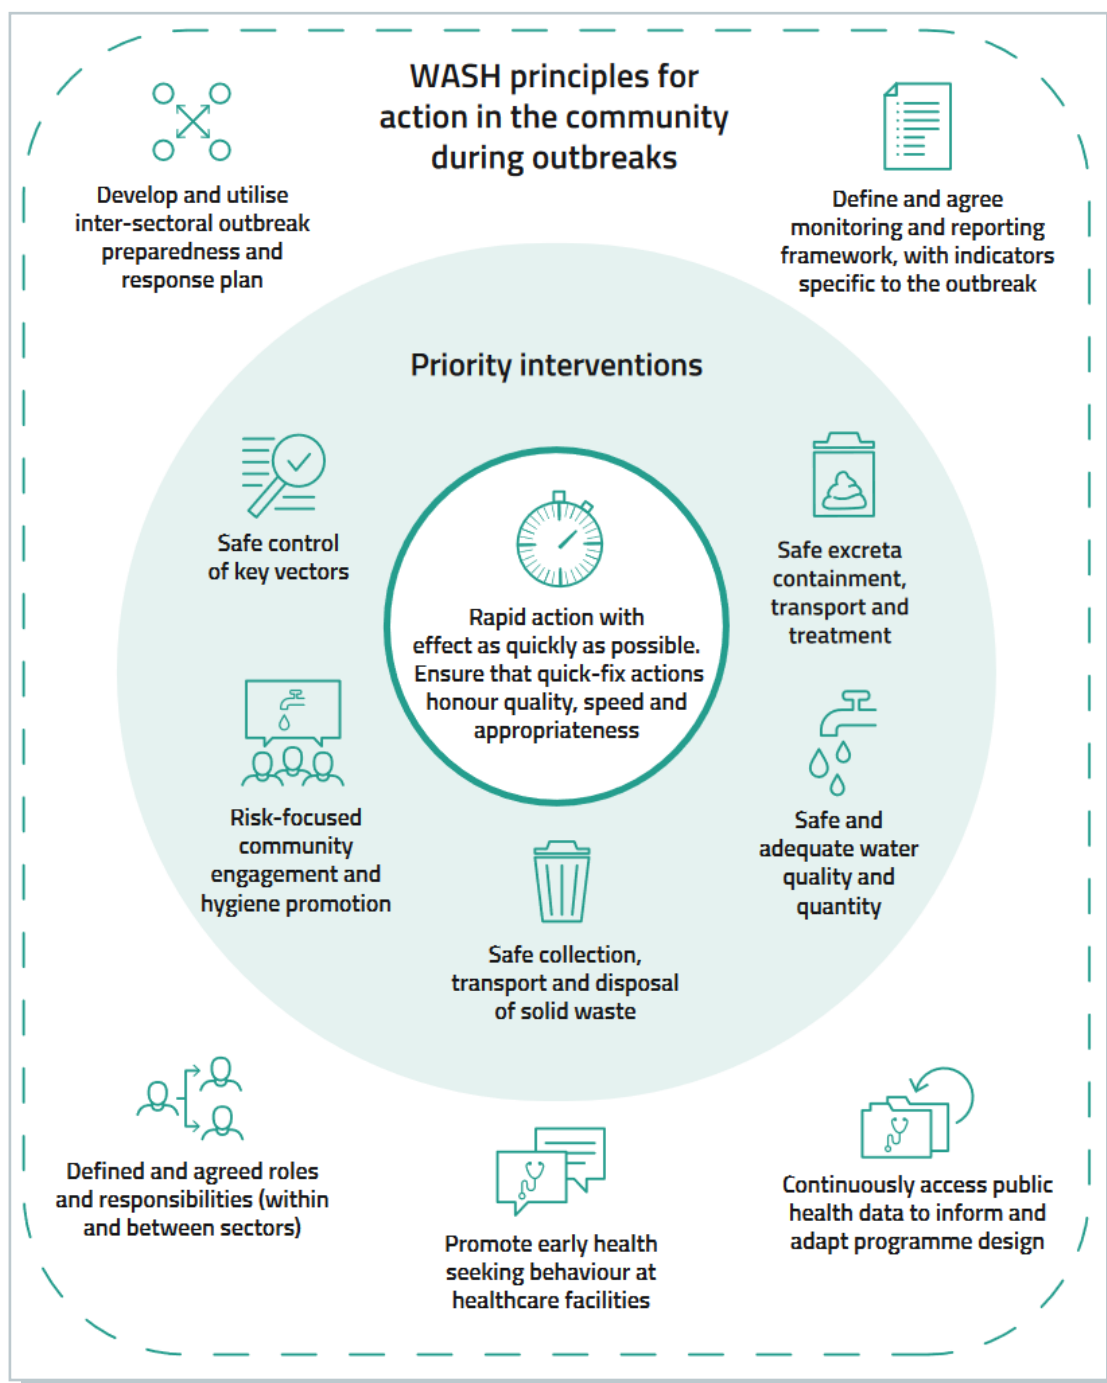 WASH principles for
action in the community
during outbreaks
Develop and utilise
inter-sectoral outbreak
preparedness and
response plan
Define and agree
monitoring and reporting
framework, with indicators
specific to the outbreak
Priority interventions
Safe control
of key vectors
Rapid action with
effect as quickly as possible.
Ensure that quick-fix actions
honour quality, speed and
appropriateness
Safe excreta
containment,
transport and
treatment
Risk-focused
community
engagement and
hygiene promotion
Safe and
adequate water
quality and
quantity
Safe collection,
transport and disposal
of solid waste
Defined and agreed roles
and responsibilities (within
and between sectors)
Promote early health
seeking behaviour at
healthcare facilities
Continuously access public
health data to inform and
adapt programme design